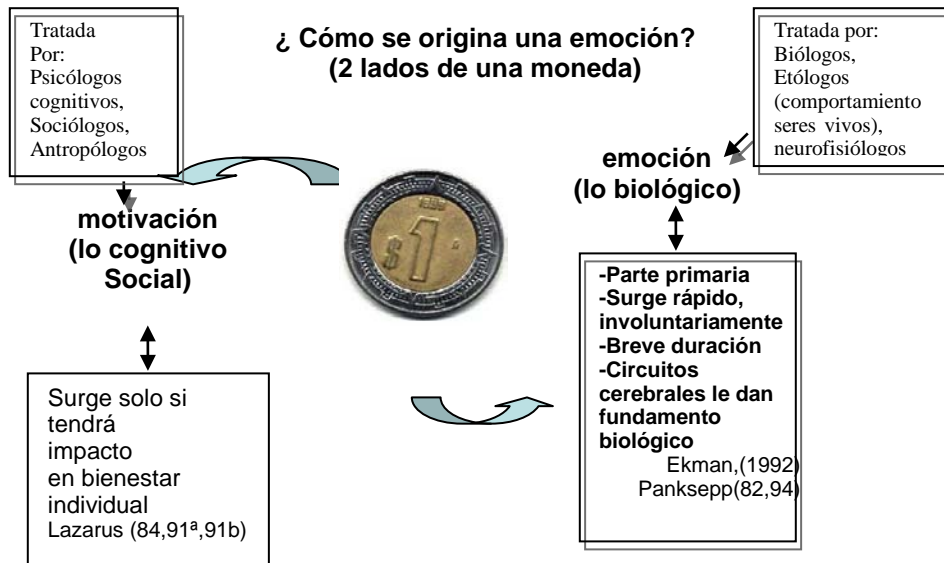 Tratada
Por:
Psicólogos
cognitivos,
Sociólogos,
Antropólogos
¿ Cómo se origina una emoción?
(2 lados de una moneda)
Tratada por:
Biólogos,
Etólogos
(comportamiento
seres vivos),
neurofisiólogos
motivación
(lo cognitivo
Social)
$1
emoción
(lo biológico)
Surge solo si
tendrá
impacto
en bienestar
individual
Lazarus (84,91ª,91b)
-Parte primaria
-Surge rápido,
involuntariamente
-Breve duración
-Circuitos
cerebrales le dan
fundamento
biológico
Ekman,(1992)
Panksepp(82,94)